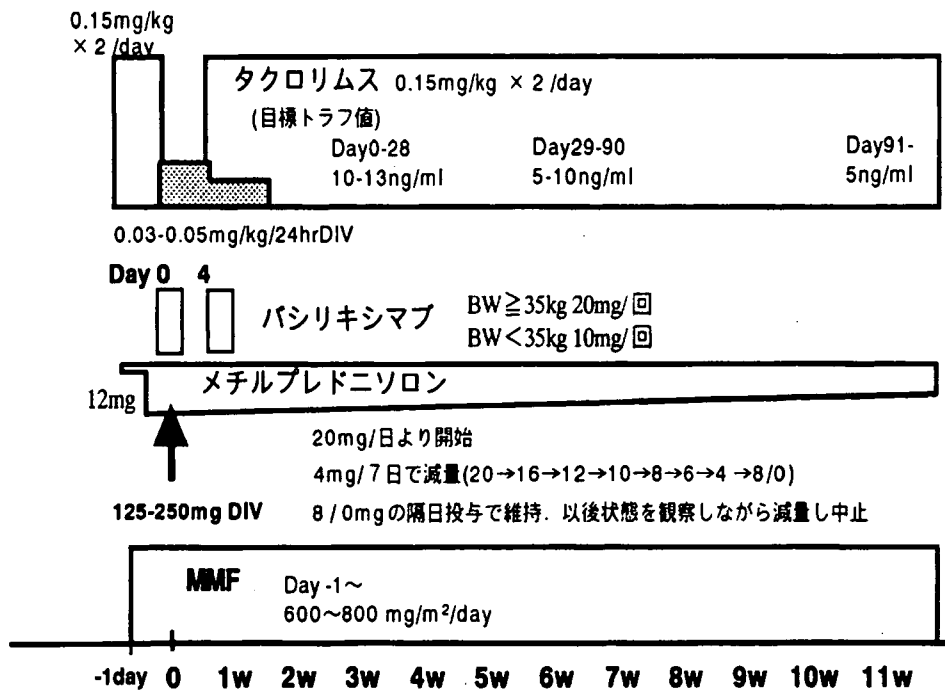 0.15mg/kg
× 2 /day
タクロリムス 0.15mg/kg × 2 /day
(目標トラフ値)
Day0-28 Day29-90 Day91-
10-13ng/ml 5-10ng/ml 5ng/ml
0.03-0.05mg/kg/24hrDIV
Day 0 4
バシリキシマブ
BW≧35kg 20mg/回
BW<35kg 10mg/回
メチルプレドニソロン
12mg
20mg/日より開始
4mg/7日で減量(20→16→12→10→8→6→4→8/0)
125-250mg DIV
8/0mgの隔日投与で維持. 以後状態を観察しながら減量し中止
MMF
Day -1~
600~800 mg/m²/day
-1day 0 1w 2w 3w 4w 5w 6w 7w 8w 9w 10w 11w